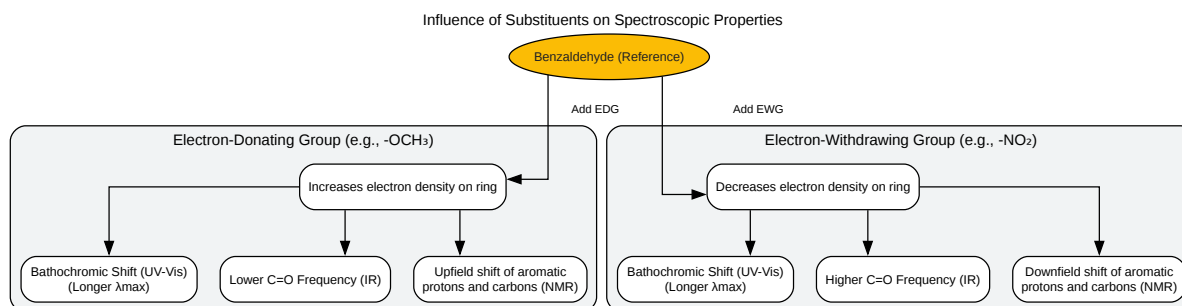 Influence of Substituents on Spectroscopic Properties
Benzaldehyde (Reference)
Add EDG
Add EWG
Electron-Donating Group (e.g., -OCH₃)
Increases electron density on ring
Bathochromic Shift (UV-Vis)
(Longer λmax)
Lower C=O Frequency (IR)
Upfield shift of aromatic
protons and carbons (NMR)
Electron-Withdrawing Group (e.g., -NO₂)
Decreases electron density on ring
Bathochromic Shift (UV-Vis)
(Longer λmax)
Higher C=O Frequency (IR)
Downfield shift of aromatic
protons and carbons (NMR)